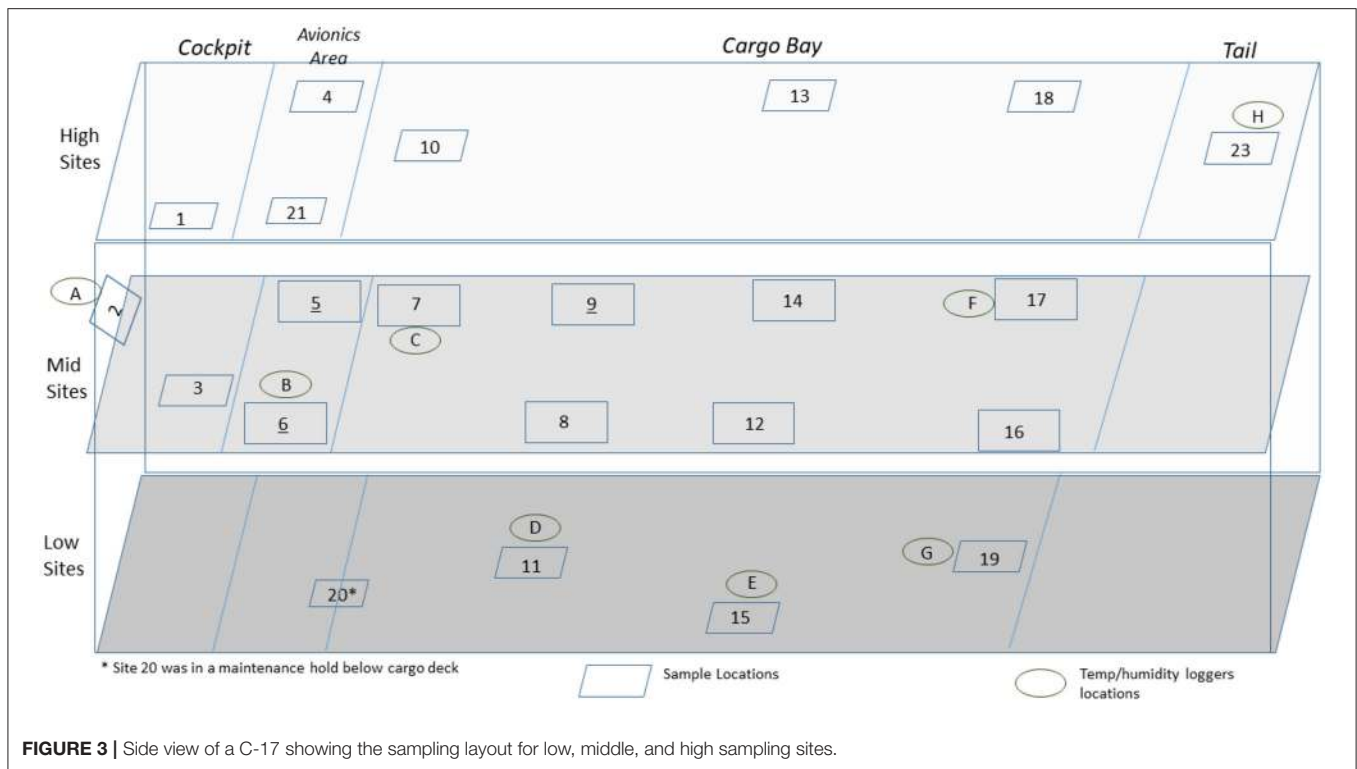 Cockpit
Avionics
Area
Cargo Bay
Tail
High
Sites
4
13
18
H
10
23
1
21
Mid
Sites
A
2
5
7
9
14
F
17
C
3
B
6
8
12
16
Low
Sites
D
11
G
19
20*
E
15
* Site 20 was in a maintenance hold below cargo deck
Sample Locations
Temp/humidity loggers
locations
FIGURE 3 | Side view of a C-17 showing the sampling layout for low, middle, and high sampling sites.